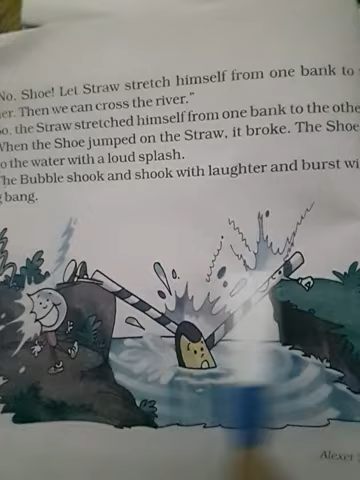 No, Shoe! Let Straw stretch himself from one bank to
er. Then we can cross the river."
So, the Straw stretched himself from one bank to the othe
When the Shoe jumped on the Straw, it broke. The Shoe
o the water with a loud splash.
The Bubble shook and shook with laughter and burst wi
g bang.
Alexei